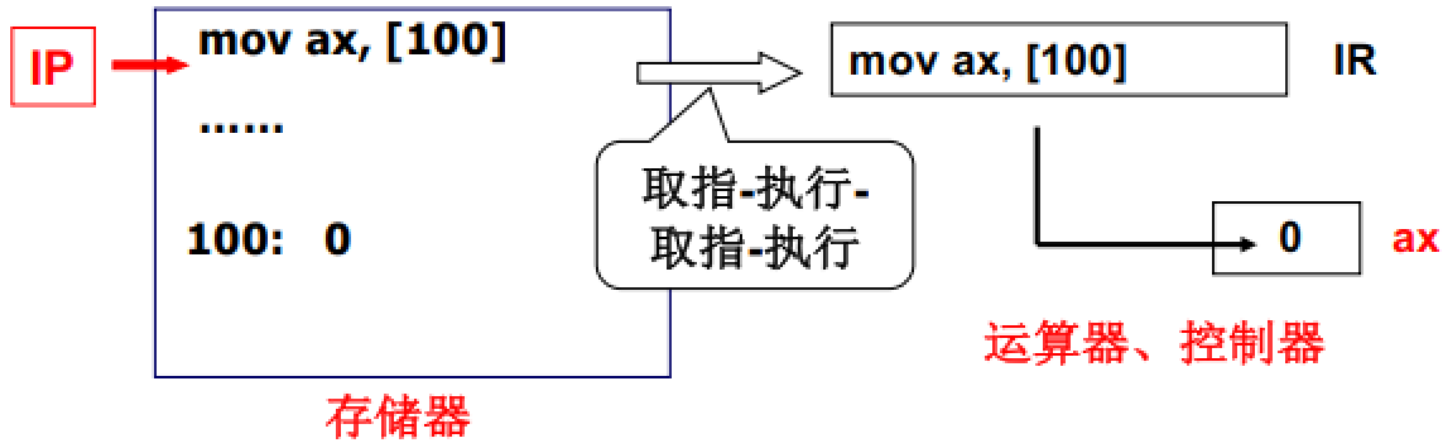 IP
mov ax, [100]
......
100: 0
存储器
取指-执行-
取指-执行
mov ax, [100]
IR
0
ax
运算器、控制器